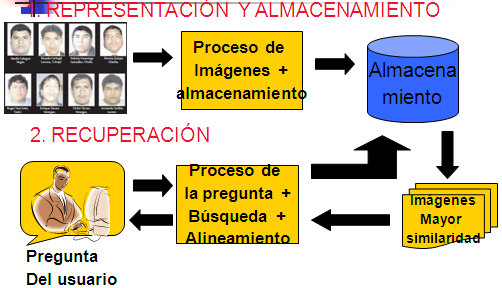 1. REPRESENTACIÓN Y ALMACENAMIENTO
Proceso de
Imágenes +
almacenamiento
Almacena
miento
2. RECUPERACIÓN
Proceso de
la pregunta +
Búsqueda +
Alineamiento
Imágenes
Mayor
similaridad
Pregunta
Del usuario